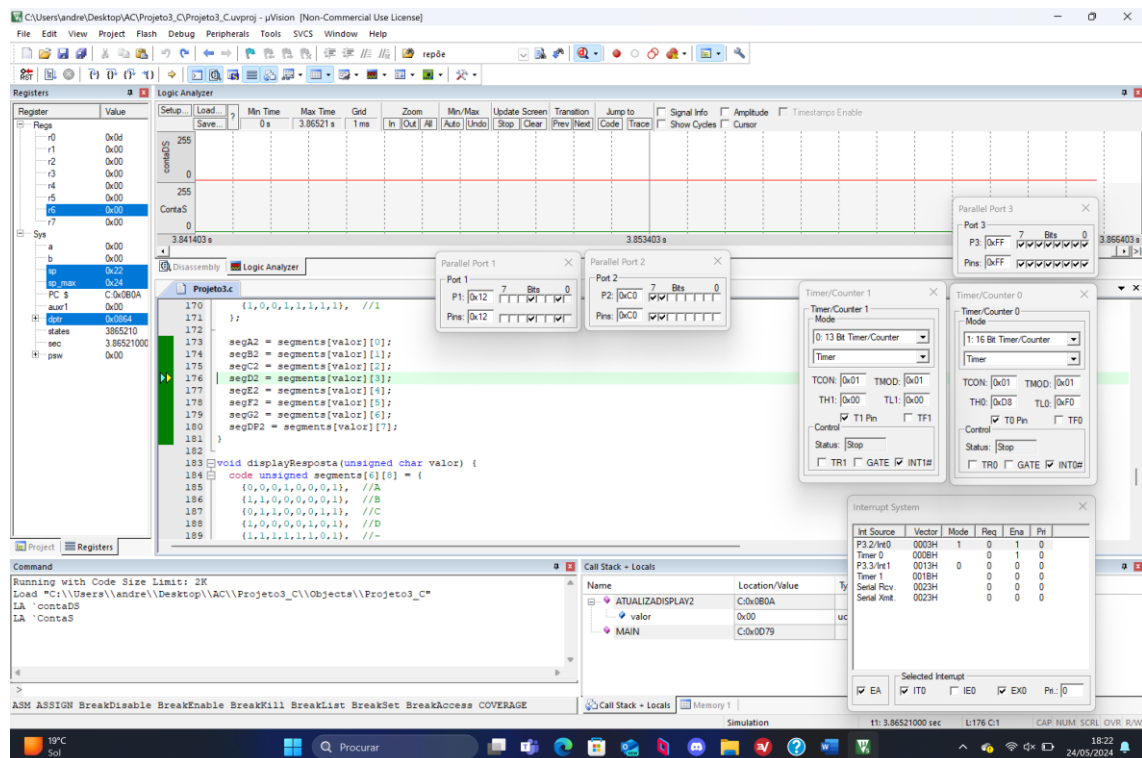 C:\Users\andre\Desktop\AC\Projeto3_C\Projeto3_C.uvproj - µVision [Non-Commercial Use License]
File Edit View Project Flash Debug Peripherals Tools SVCS Window Help
repõe
RST
Registers
Register Value
Regs
r0 0x0d
r1 0x00
r2 0x00
r3 0x00
r4 0x00
r5 0x00
r6 0x00
r7 0x00
Sys
a 0x00
b 0x00
sp 0x22
sp_max 0x24
PC $ C:0x0B0A
auxr1 0x00
dptr 0x0864
states 3865210
sec 3.86521000
psw 0x00
Project Registers
Logic Analyzer
Setup... Load... ? Min Time Max Time Grid Zoom Min/Max Update Screen Transition Jump to Signal Info Amplitude Timestamps Enable
Save... 0 s 3.86521 s 1 ms In Out All Auto Undo Stop Clear Prev Next Code Trace Show Cycles Cursor
contaDS
255
0
ContaS
255
0
3.841403 s 3.853403 s 3.866403 s
Disassembly Logic Analyzer
Projeto3.c
170 {1,0,0,1,1,1,1,1}, //1
171 };
172
173 segA2 = segments[valor][0];
174 segB2 = segments[valor][1];
175 segC2 = segments[valor][2];
176 segD2 = segments[valor][3];
177 segE2 = segments[valor][4];
178 segF2 = segments[valor][5];
179 segG2 = segments[valor][6];
180 segDP2 = segments[valor][7];
181 }
182
183 void displayResposta(unsigned char valor) {
184 code unsigned segments[6][8] = {
185 {0,0,0,1,0,0,0,1}, //A
186 {1,1,0,0,0,0,0,1}, //B
187 {0,1,1,0,0,0,1,1}, //C
188 {1,0,0,0,0,1,0,1}, //D
189 {1,1,1,1,1,1,0,1}, //-
Parallel Port 1
Port 1
7 Bits 0
P1: 0x12
Pins: 0x12
Parallel Port 2
Port 2
7 Bits 0
P2: 0xC0
Pins: 0xC0
Parallel Port 3
Port 3
7 Bits 0
P3: 0xFF
Pins: 0xFF
Timer/Counter 1
Timer/Counter 1
Mode
0: 13 Bit Timer/Counter
Timer
TCON: 0x01 TMOD: 0x01
TH1: 0x00 TL1: 0x00
T1 Pin TF1
Control
Status: Stop
TR1 GATE INT1#
Timer/Counter 0
Timer/Counter 0
Mode
1: 16 Bit Timer/Counter
Timer
TCON: 0x01 TMOD: 0x01
TH0: 0xD8 TL0: 0xF0
T0 Pin TF0
Control
Status: Stop
TR0 GATE INT0#
Interrupt System
Int Source Vector Mode Req Ena Pri
P3.2/Int0 0003H 1 0 1 0
Timer 0 000BH 0 1 0
P3.3/Int1 0013H 0 0 0 0
Timer 1 001BH 0 0 0
Serial Rcv. 0023H 0 0 0
Serial Xmit. 0023H 0 0 0
Selected Interrupt
EA IT0 IE0 EX0 Pri.: 0
Command
Running with Code Size Limit: 2K
Load "C:\\Users\\andre\\Desktop\\AC\\Projeto3_C\\Objects\\Projeto3_C"
LA `contaDS
LA `ContaS
>
ASM ASSIGN BreakDisable BreakEnable BreakKill BreakList BreakSet BreakAccess COVERAGE
Call Stack + Locals
Name Location/Value Ty
ATUALIZADISPLAY2 C:0x0B0A
valor 0x00 uc
MAIN C:0x0D79
Call Stack + Locals Memory 1
Simulation t1: 3.86521000 sec L:176 C:1 CAP NUM SCRL OVR R/W
19°C
Sol
Procurar
18:22
24/05/2024